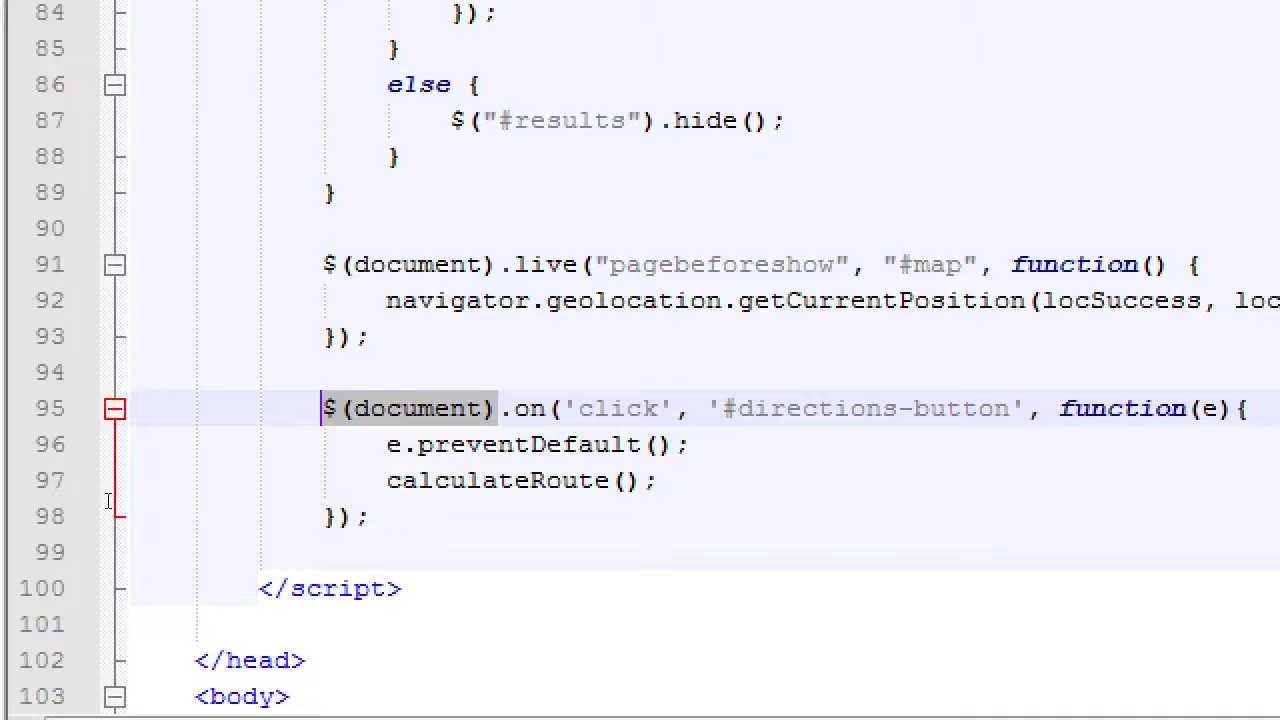 84 });
85 }
86 else {
87 $("#results").hide();
88 }
89 }
90
91 $(document).live("pagebeforeshow", "#map", function() {
92 navigator.geolocation.getCurrentPosition(locSuccess, loc
93 });
94
95 $(document).on('click', '#directions-button', function(e){
96 e.preventDefault();
97 calculateRoute();
98 });
99
100 </script>
101
102 </head>
103 <body>